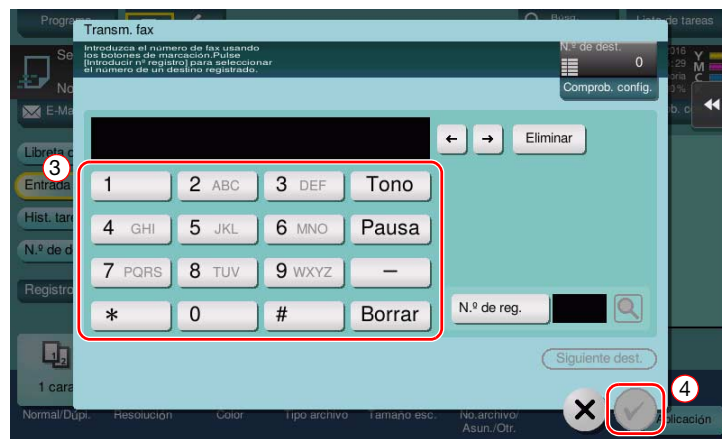 Transm. fax
Introduzca el número de fax usando
los botones de marcación.Pulse
[Introducir nº registro] para seleccionar
el número de un destino registrado.
N.º de dest.
0
Comprob. config.
E-Ma
Libreta
3
Entrada
Hist. tare
N.º de d
Registro
← → Eliminar
1 2 ABC 3 DEF Tono
4 GHI 5 JKL 6 MNO Pausa
7 PQRS 8 TUV 9 WXYZ —
* 0 # Borrar
N.º de reg.
Siguiente dest.
1 cara
4
Normal/Dúpl. Resolución Color Tipo archivo Tamaño esc. No.archivo/
Asun./Otr.
plicación
Y
M
C
Lista de tareas